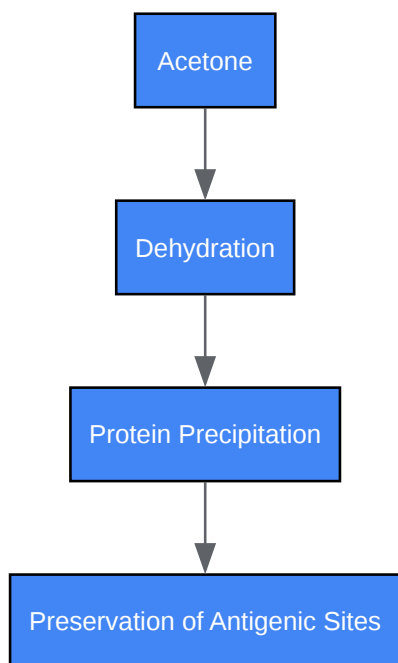 Acetone
Dehydration
Protein Precipitation
Preservation of Antigenic Sites